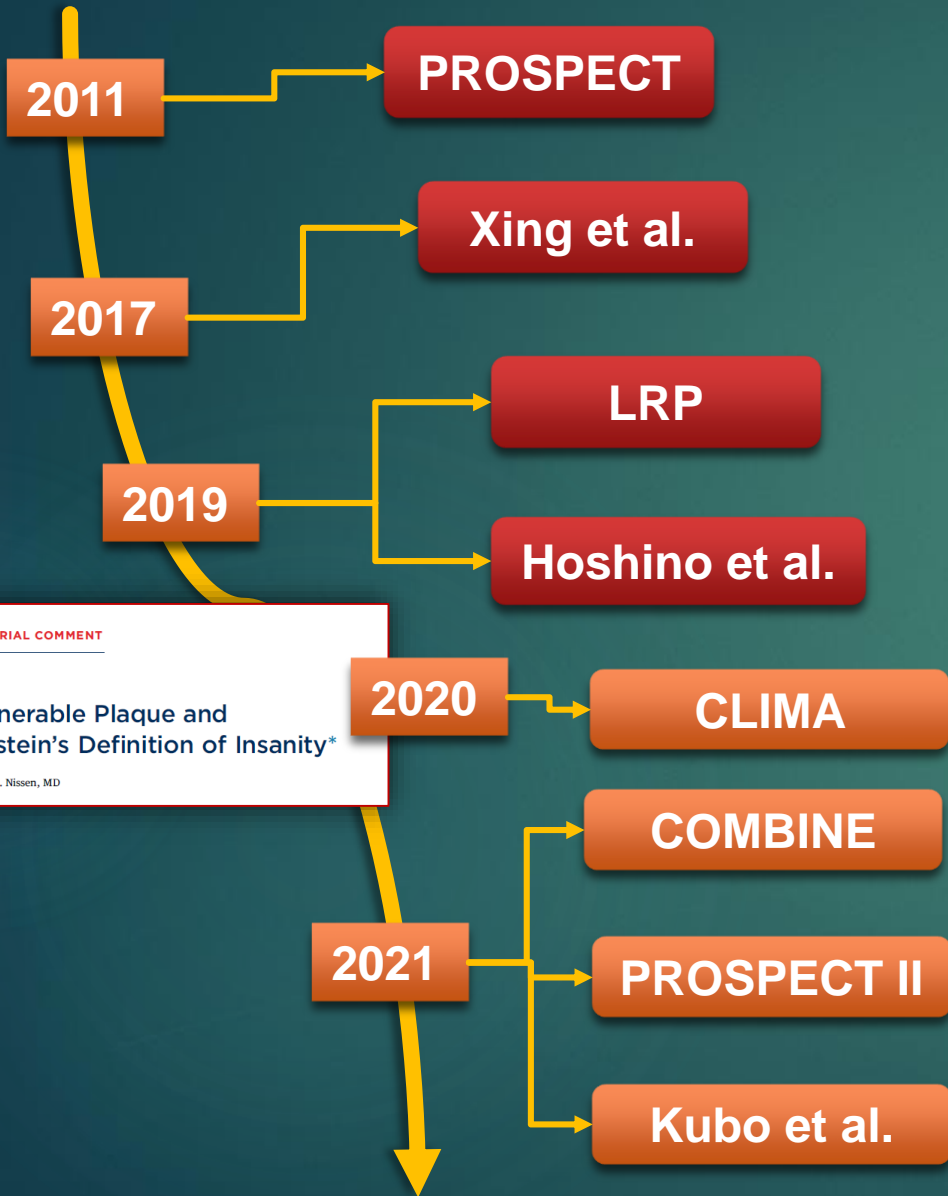 2011
PROSPECT
Xing et al.
2017
LRP
2019
Hoshino et al.
RIAL COMMENT
nerable Plaque and
stein's Definition of Insanity*
. Nissen, MD
2020
CLIMA
COMBINE
2021
PROSPECT II
Kubo et al.